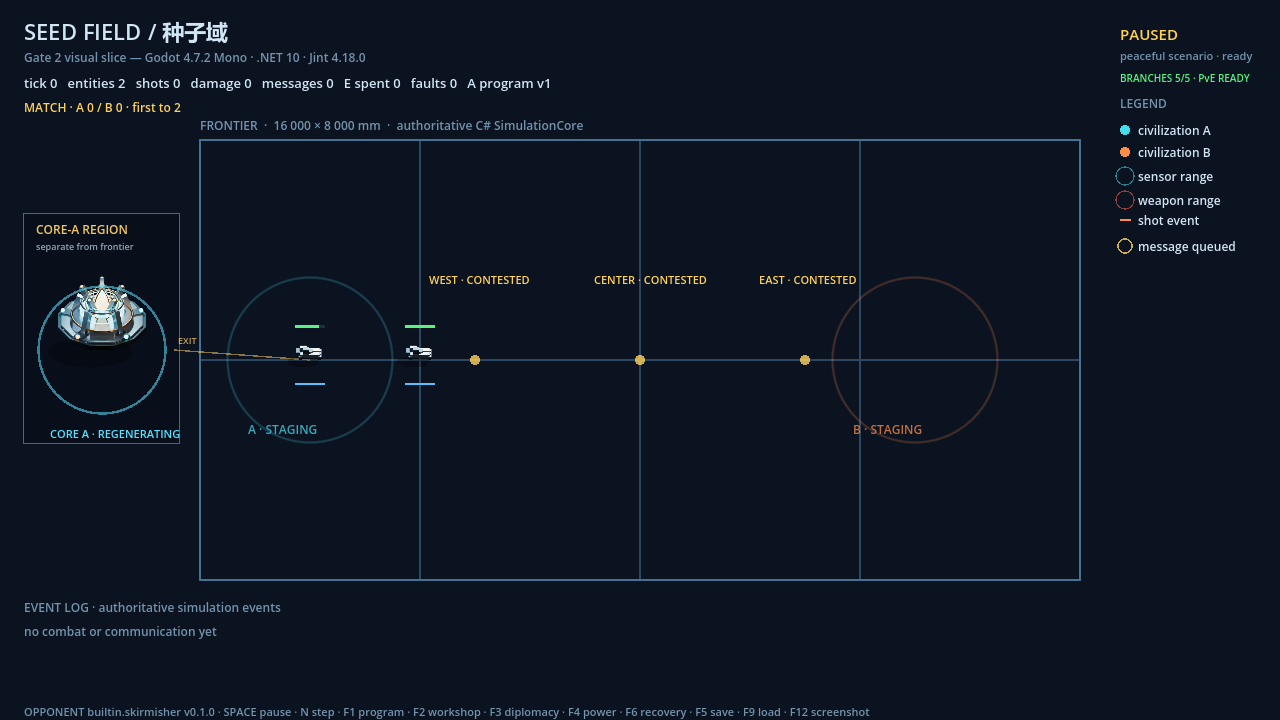 SEED FIELD / 种子域
Gate 2 visual slice — Godot 4.7.2 Mono · .NET 10 · Jint 4.18.0
tick 0 entities 2 shots 0 damage 0 messages 0 E spent 0 faults 0 A program v1
MATCH · A 0 / B 0 · first to 2
FRONTIER · 16 000 × 8 000 mm · authoritative C# SimulationCore
PAUSED
peaceful scenario · ready
BRANCHES 5/5 · PvE READY
LEGEND
civilization A
civilization B
sensor range
weapon range
shot event
message queued
CORE-A REGION
separate from frontier
EXIT
CORE A · REGENERATING
WEST · CONTESTED
CENTER · CONTESTED
EAST · CONTESTED
A · STAGING
B · STAGING
EVENT LOG · authoritative simulation events
no combat or communication yet
OPPONENT builtin.skirmisher v0.1.0 · SPACE pause · N step · F1 program · F2 workshop · F3 diplomacy · F4 power · F6 recovery · F5 save · F9 load · F12 screenshot